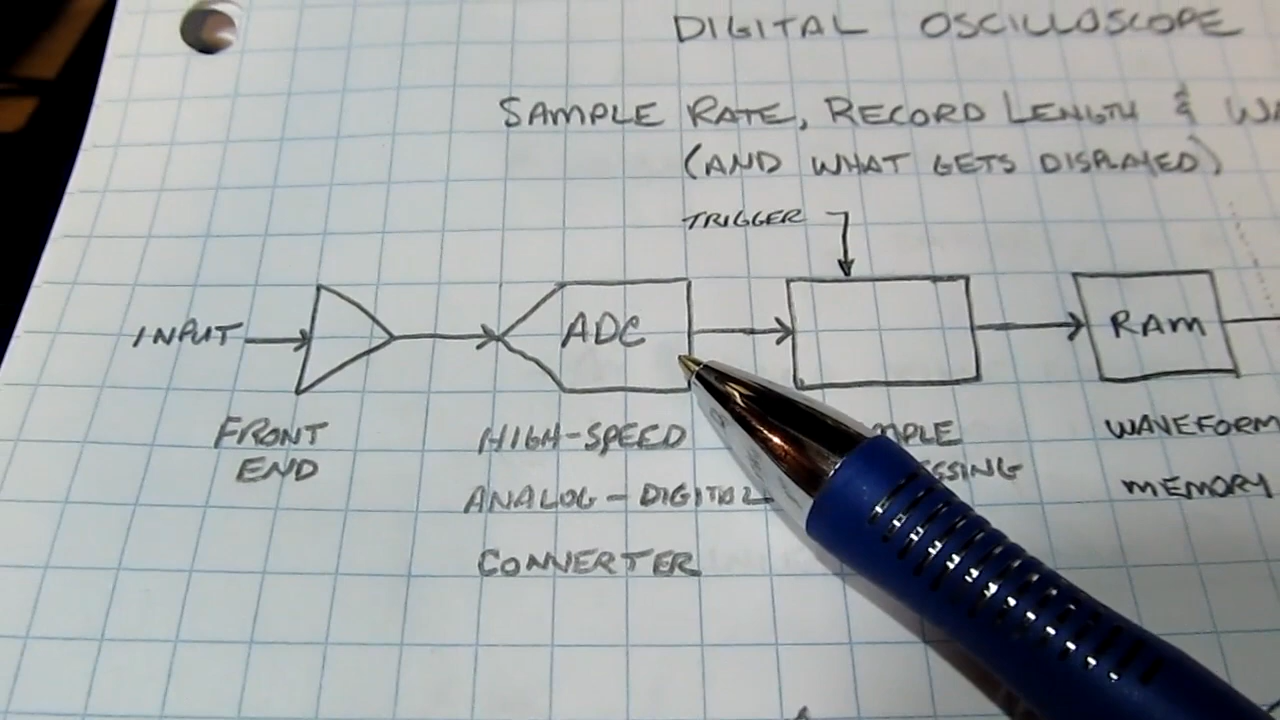 DIGITAL OSCILLOSCOPE
SAMPLE RATE, RECORD LENGTH &
(AND WHAT GETS DISPLAYED)
TRIGGER
INPUT
ADC
RAM
FRONT
END
HIGH-SPEED
ANALOG-DIGITAL
CONVERTER
WAVEFORM
MEMORY